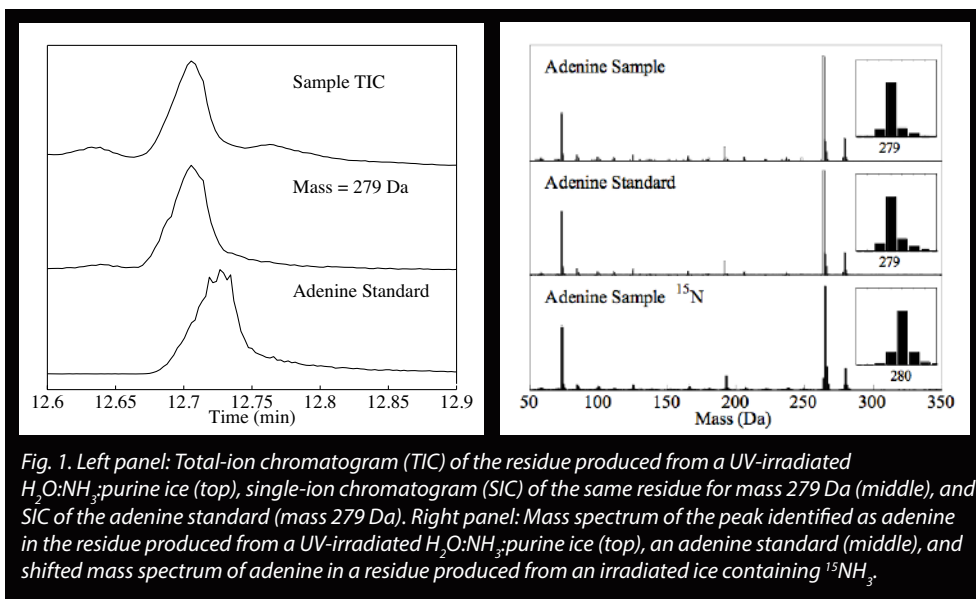 Sample TIC
Mass = 279 Da
Adenine Standard
12.6 12.65 12.7 12.75 12.8 12.85 12.9
Time (min)
Adenine Sample
279
Adenine Standard
279
Adenine Sample ¹⁵N
280
50 100 150 200 250 300 350
Mass (Da)
Fig. 1. Left panel: Total-ion chromatogram (TIC) of the residue produced from a UV-irradiated
H₂O:NH₃:purine ice (top), single-ion chromatogram (SIC) of the same residue for mass 279 Da (middle), and
SIC of the adenine standard (mass 279 Da). Right panel: Mass spectrum of the peak identified as adenine
in the residue produced from a UV-irradiated H₂O:NH₃:purine ice (top), an adenine standard (middle), and
shifted mass spectrum of adenine in a residue produced from an irradiated ice containing ¹⁵NH₃.